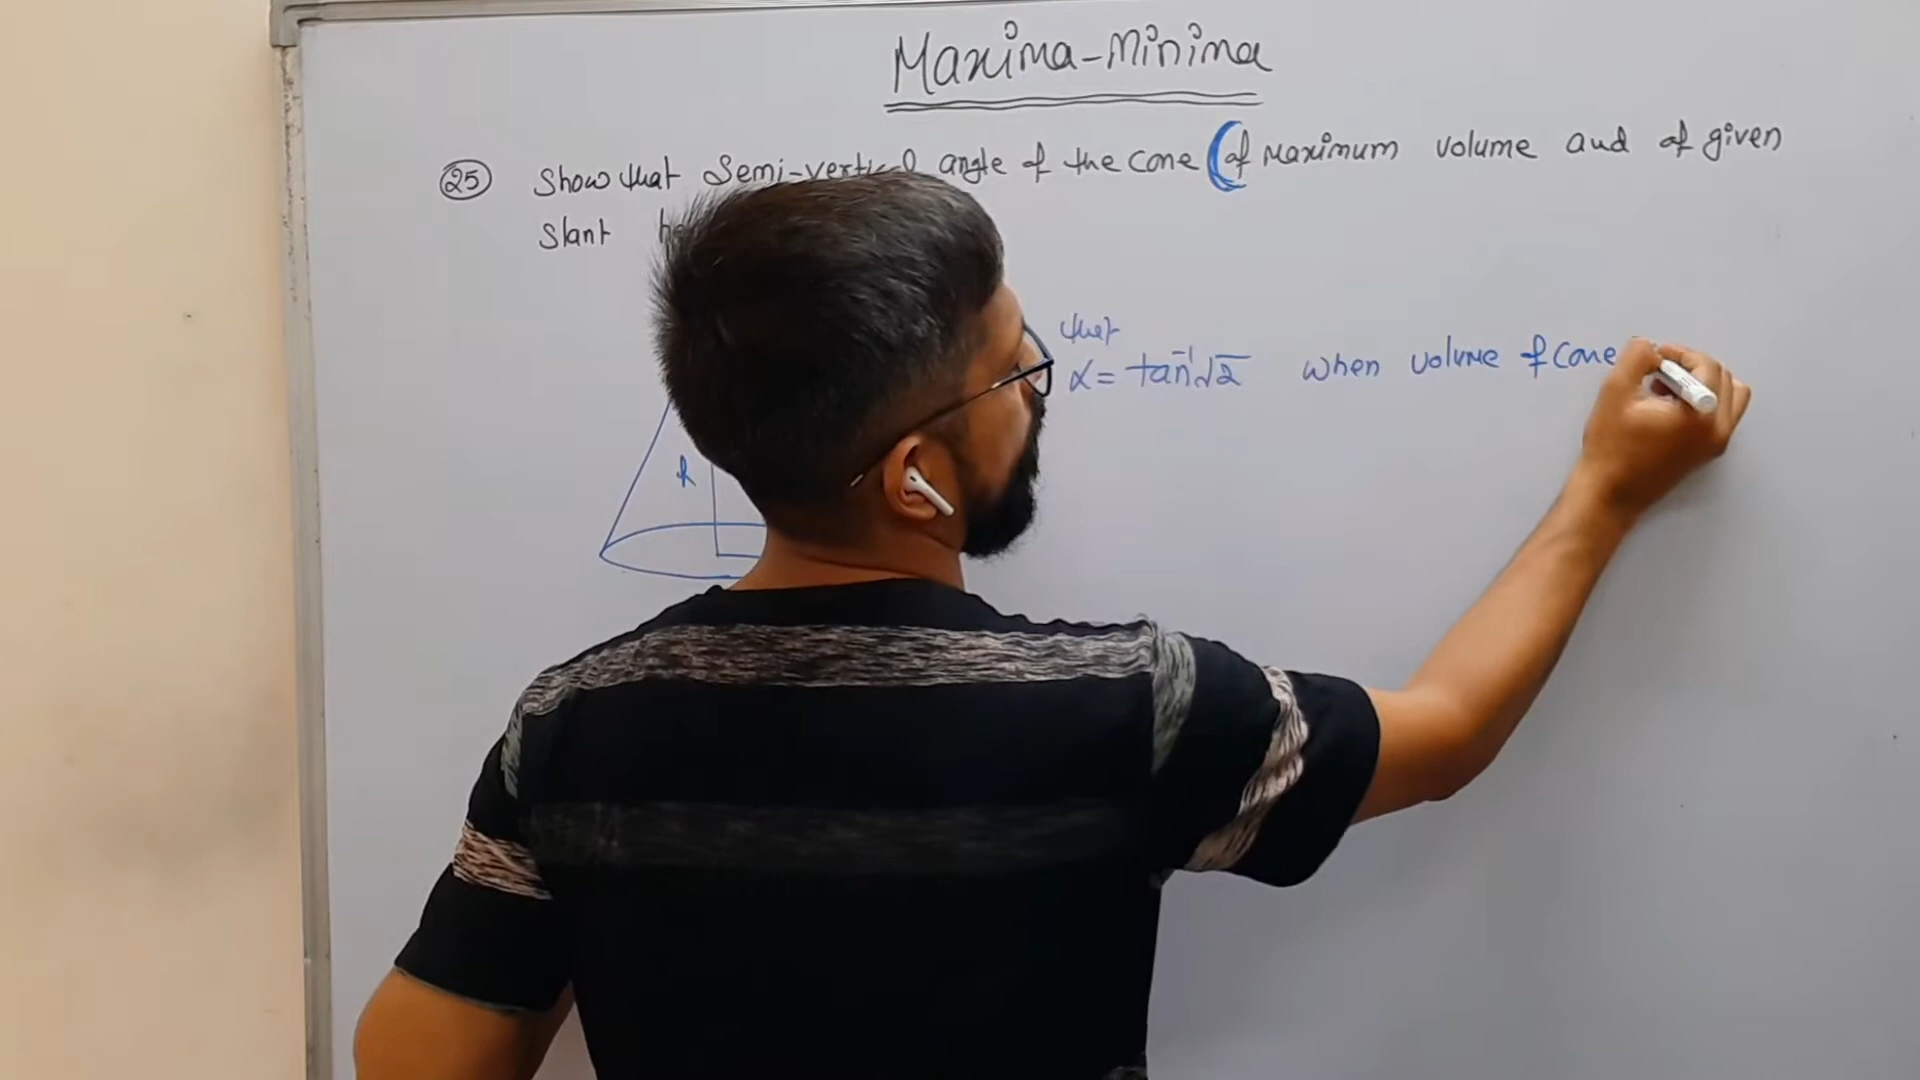 Maxima-Minima
25 Show that Semi-vertical angle of the cone (of Maximum volume and of given
Slant
that
α = tan⁻¹√2 when volume of cone
h